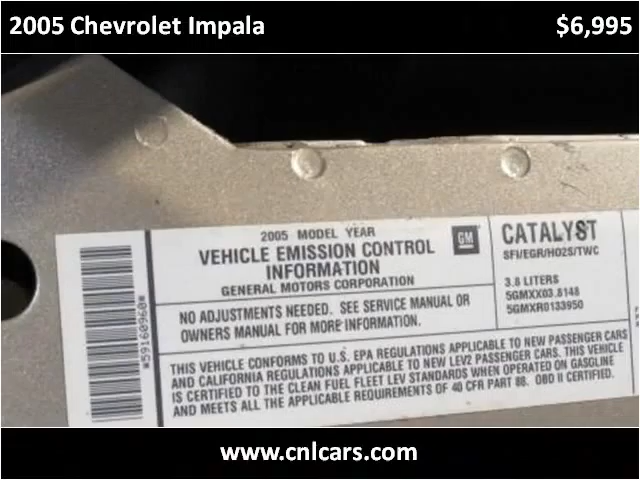 2005 Chevrolet Impala $6,995
2005 MODEL YEAR
VEHICLE EMISSION CONTROL
INFORMATION
GENERAL MOTORS CORPORATION
GM
CATALYST
SFI/EGR/HO2S/TWC
NO ADJUSTMENTS NEEDED. SEE SERVICE MANUAL OR
OWNERS MANUAL FOR MORE INFORMATION.
3.8 LITERS
5GMXX03.8148
5GMXR0133950
THIS VEHICLE CONFORMS TO U.S. EPA REGULATIONS APPLICABLE TO NEW PASSENGER CARS
AND CALIFORNIA REGULATIONS APPLICABLE TO NEW LEV2 PASSENGER CARS. THIS VEHICLE
IS CERTIFIED TO THE CLEAN FUEL FLEET LEV STANDARDS WHEN OPERATED ON GASOLINE
AND MEETS ALL THE APPLICABLE REQUIREMENTS OF 40 CFR PART 88. OBD II CERTIFIED.
*59160960*
www.cnlcars.com